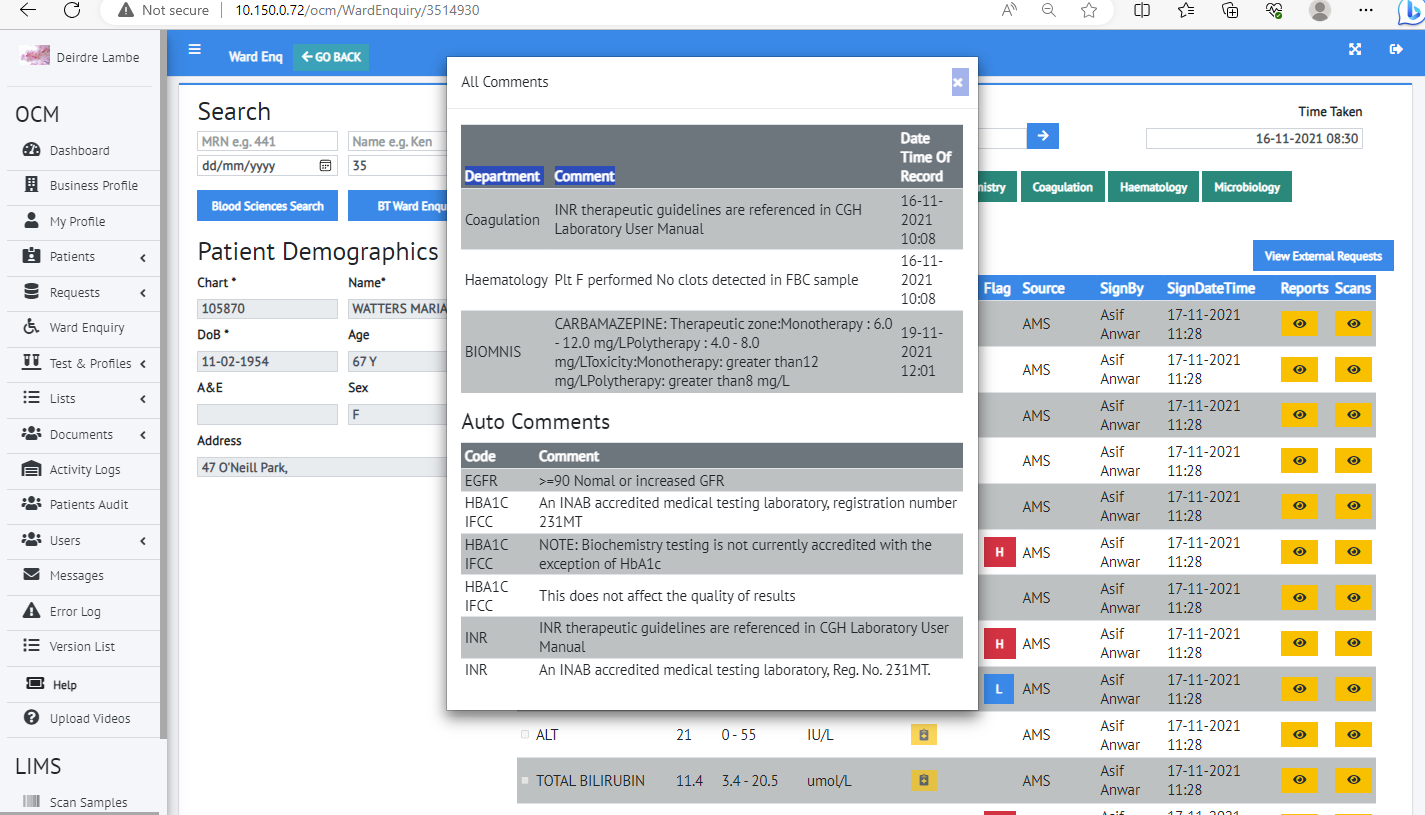 Not secure
10.150.0.72/ocm/WardEnquiry/3514930
Deirdre Lambe
OCM
Dashboard
Business Profile
My Profile
Patients
Requests
Ward Enquiry
Test & Profiles
Lists
Documents
Activity Logs
Patients Audit
Users
Messages
Error Log
Version List
Help
Upload Videos
LIMS
Scan Samples
Ward Enq
GO BACK
Search
MRN e.g. 441 Name e.g. Ken
dd/mm/yyyy 35
Blood Sciences Search BT Ward Enqu
Patient Demographics
Chart * Name*
105870 WATTERS MARIA
DoB * Age
11-02-1954 67 Y
A&E Sex
F
Address
47 O'Neill Park,
All Comments
Department Comment Date Time Of Record
Coagulation INR therapeutic guidelines are referenced in CGH Laboratory User Manual 16-11-2021 10:08
Haematology Plt F performed No clots detected in FBC sample 16-11-2021 10:08
BIOMNIS CARBAMAZEPINE: Therapeutic zone:Monotherapy : 6.0 - 12.0 mg/LPolytherapy : 4.0 - 8.0 mg/LToxicity:Monotherapy: greater than12 mg/LPolytherapy: greater than8 mg/L 19-11-2021 12:01
Auto Comments
Code Comment
EGFR >=90 Nomal or increased GFR
HBA1C IFCC An INAB accredited medical testing laboratory, registration number 231MT
HBA1C IFCC NOTE: Biochemistry testing is not currently accredited with the exception of HbA1c
HBA1C IFCC This does not affect the quality of results
INR INR therapeutic guidelines are referenced in CGH Laboratory User Manual
INR An INAB accredited medical testing laboratory, Reg. No. 231MT.
Time Taken
16-11-2021 08:30
nistry Coagulation Haematology Microbiology
View External Requests
Flag Source SignBy SignDateTime Reports Scans
AMS Asif Anwar 17-11-2021 11:28
AMS Asif Anwar 17-11-2021 11:28
AMS Asif Anwar 17-11-2021 11:28
AMS Asif Anwar 17-11-2021 11:28
AMS Asif Anwar 17-11-2021 11:28
H AMS Asif Anwar 17-11-2021 11:28
AMS Asif Anwar 17-11-2021 11:28
H AMS Asif Anwar 17-11-2021 11:28
L AMS Asif Anwar 17-11-2021 11:28
ALT 21 0 - 55 IU/L AMS Asif Anwar 17-11-2021 11:28
TOTAL BILIRUBIN 11.4 3.4 - 20.5 umol/L AMS Asif Anwar 17-11-2021 11:28